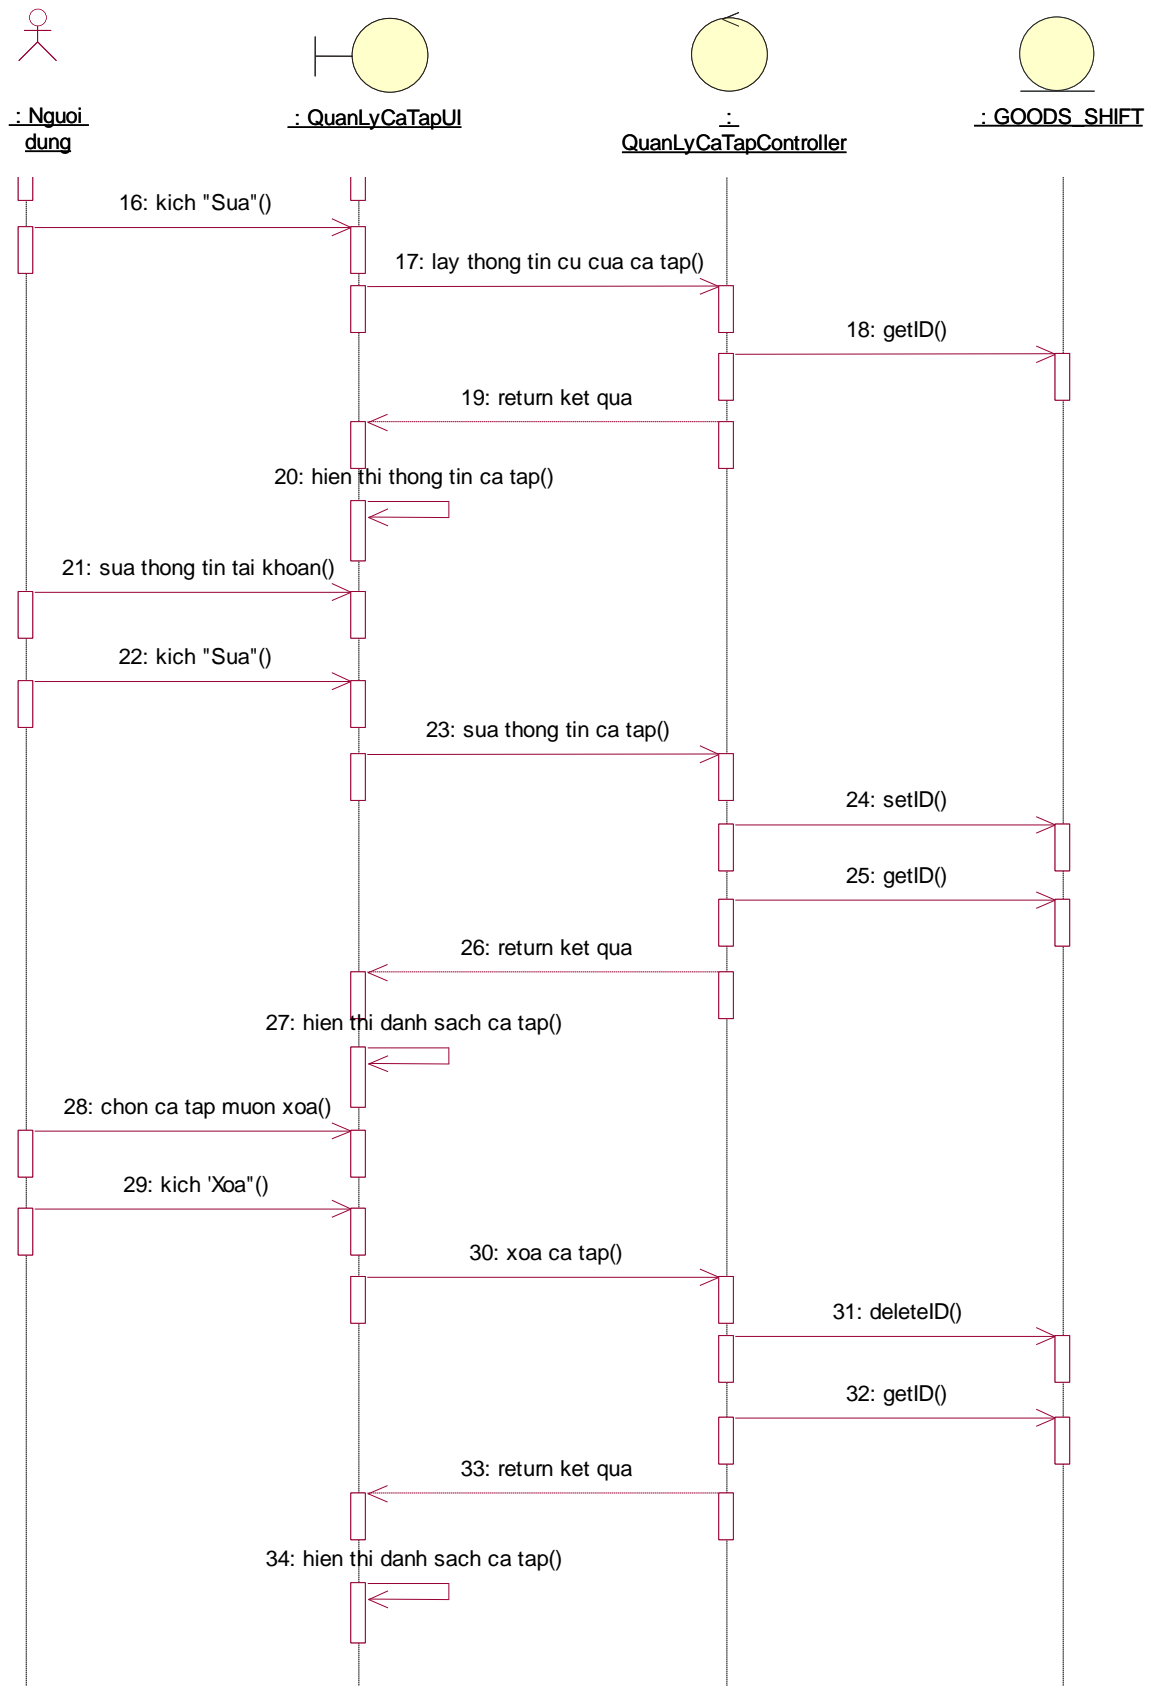 : Nguoi
dung
: QuanLyCaTapUI
:
QuanLyCaTapController
: GOODS_SHIFT
16: kich "Sua"()
17: lay thong tin cu cua ca tap()
18: getID()
19: return ket qua
20: hien thi thong tin ca tap()
21: sua thong tin tai khoan()
22: kich "Sua"()
23: sua thong tin ca tap()
24: setID()
25: getID()
26: return ket qua
27: hien thi danh sach ca tap()
28: chon ca tap muon xoa()
29: kich 'Xoa"()
30: xoa ca tap()
31: deleteID()
32: getID()
33: return ket qua
34: hien thi danh sach ca tap()